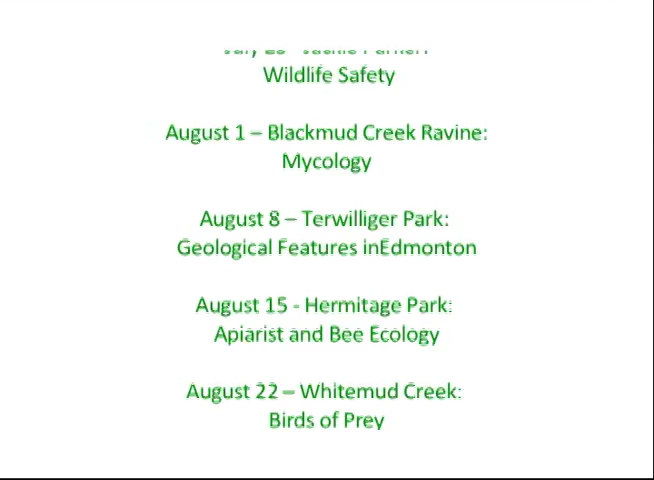 Wildlife Safety
August 1 – Blackmud Creek Ravine:
Mycology
August 8 – Terwilliger Park:
Geological Features inEdmonton
August 15 - Hermitage Park:
Apiarist and Bee Ecology
August 22 – Whitemud Creek:
Birds of Prey